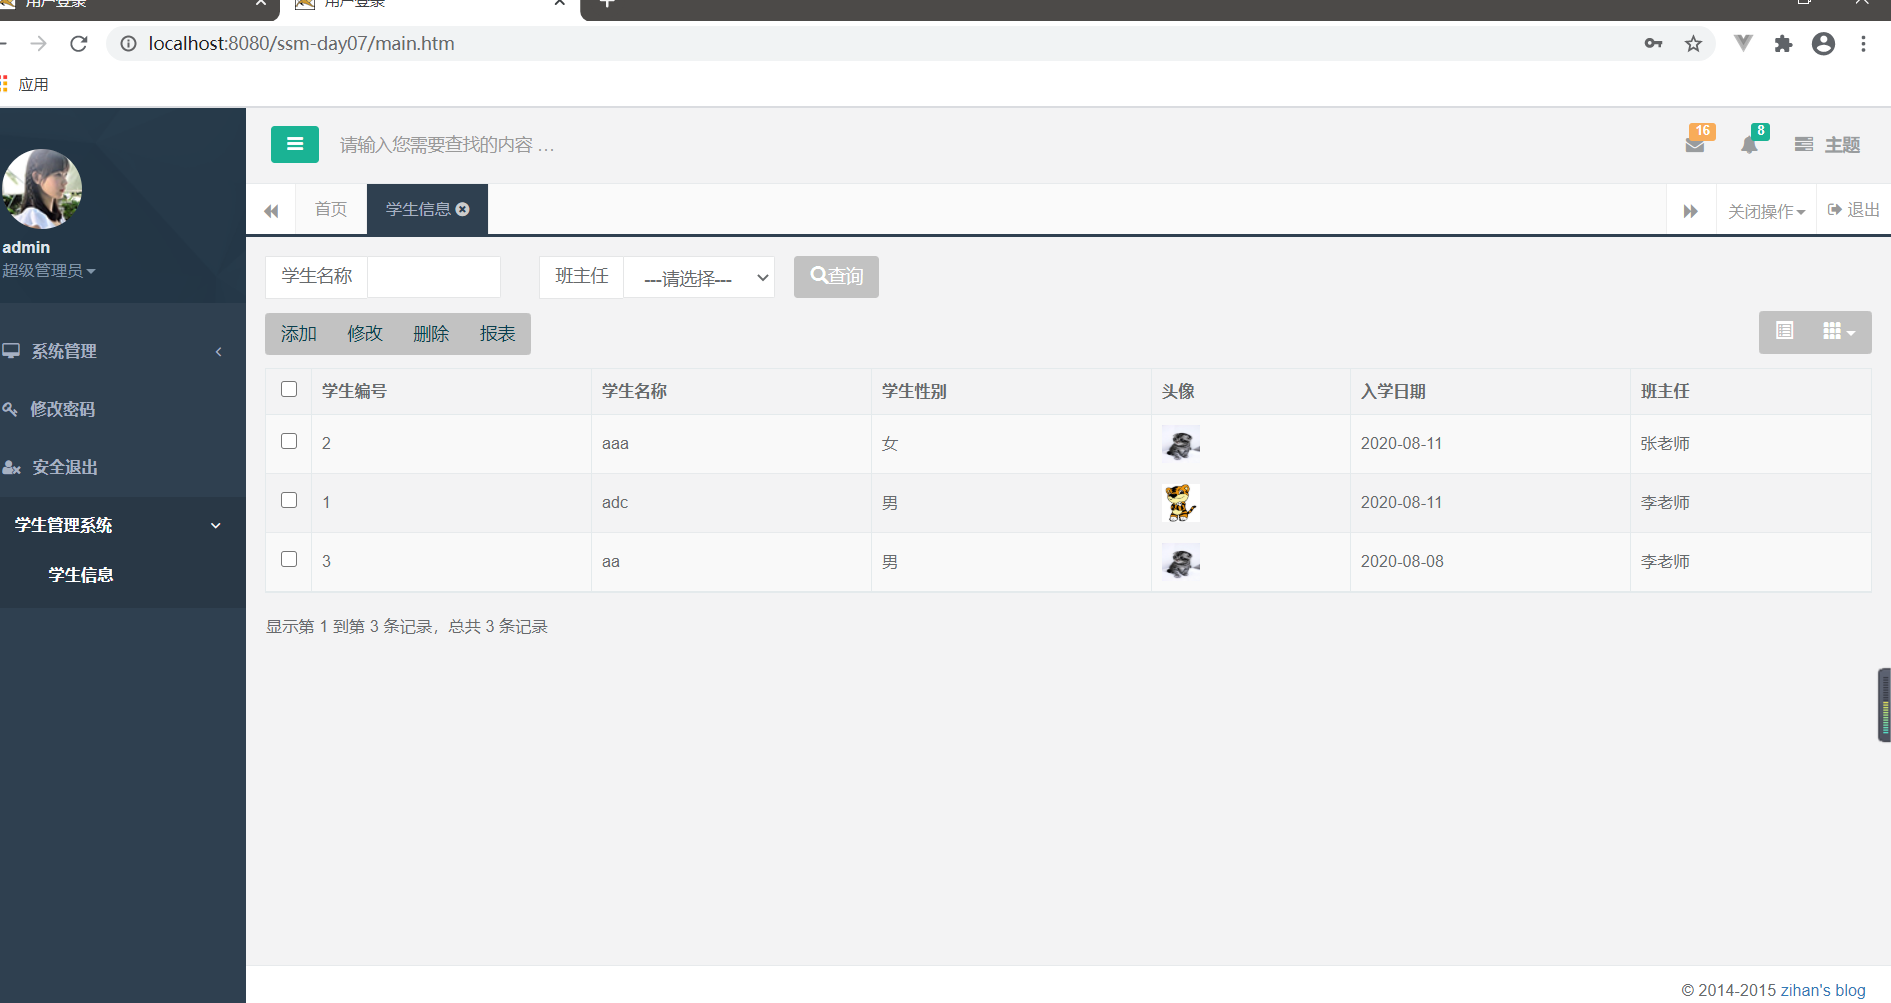 用户登录
用户登录
localhost:8080/ssm-day07/main.htm
应用
admin
超级管理员
系统管理
修改密码
安全退出
学生管理系统
学生信息
请输入您需要查找的内容 …
16
8
主题
首页
学生信息
关闭操作
退出
学生名称
班主任
---请选择---
查询
添加 修改 删除 报表
学生编号 学生名称 学生性别 头像 入学日期 班主任
2 aaa 女 2020-08-11 张老师
1 adc 男 2020-08-11 李老师
3 aa 男 2020-08-08 李老师
显示第 1 到第 3 条记录，总共 3 条记录
© 2014-2015 zihan's blog